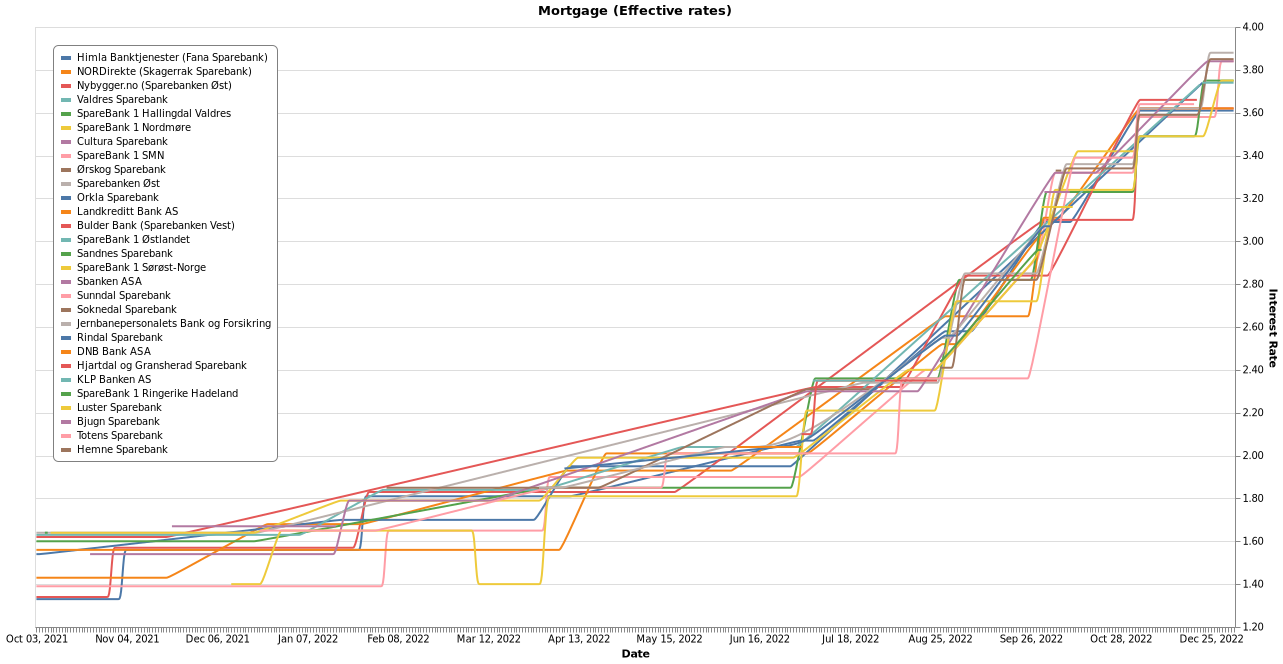 Mortgage (Effective rates)
Himla Banktjenester (Fana Sparebank)
NORDirekte (Skagerrak Sparebank)
Nybygger.no (Sparebanken Øst)
Valdres Sparebank
SpareBank 1 Hallingdal Valdres
SpareBank 1 Nordmøre
Cultura Sparebank
SpareBank 1 SMN
Ørskog Sparebank
Sparebanken Øst
Orkla Sparebank
Landkreditt Bank AS
Bulder Bank (Sparebanken Vest)
SpareBank 1 Østlandet
Sandnes Sparebank
SpareBank 1 Sørøst-Norge
Sbanken ASA
Sunndal Sparebank
Soknedal Sparebank
Jernbanepersonalets Bank og Forsikring
Rindal Sparebank
DNB Bank ASA
Hjartdal og Gransherad Sparebank
KLP Banken AS
SpareBank 1 Ringerike Hadeland
Luster Sparebank
Bjugn Sparebank
Totens Sparebank
Hemne Sparebank
4.00
3.80
3.60
3.40
3.20
3.00
2.80
2.60
2.40
2.20
2.00
1.80
1.60
1.40
1.20
Interest Rate
Oct 03, 2021 Nov 04, 2021 Dec 06, 2021 Jan 07, 2022 Feb 08, 2022 Mar 12, 2022 Apr 13, 2022 May 15, 2022 Jun 16, 2022 Jul 18, 2022 Aug 25, 2022 Sep 26, 2022 Oct 28, 2022 Dec 25, 2022
Date